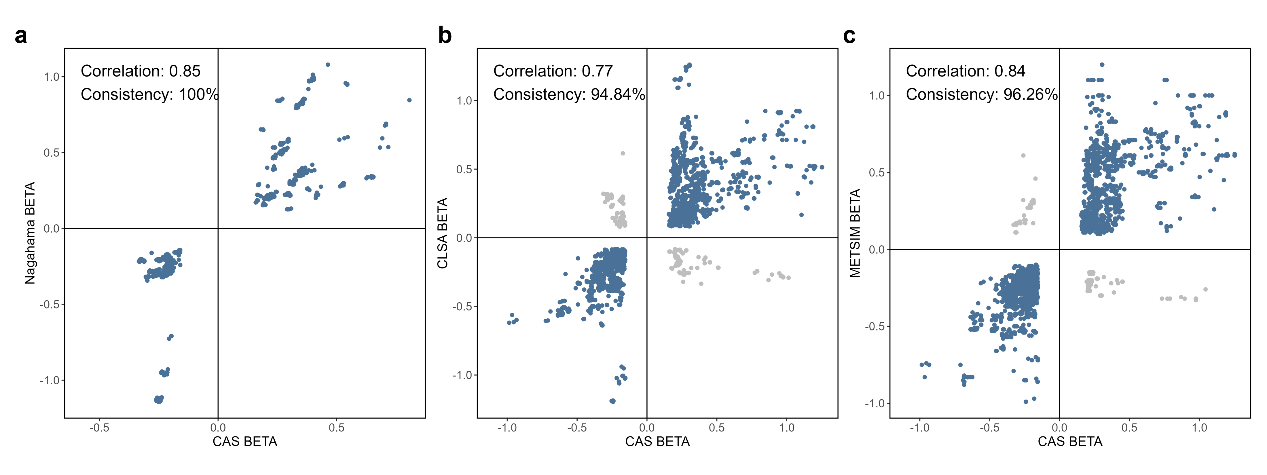 a
Correlation: 0.85
Consistency: 100%
Nagahama BETA
1.0
0.5
0.0
-0.5
-1.0
-0.5 0.0 0.5
CAS BETA
b
Correlation: 0.77
Consistency: 94.84%
CLSA BETA
1.0
0.5
0.0
-0.5
-1.0
-1.0 -0.5 0.0 0.5 1.0
CAS BETA
c
Correlation: 0.84
Consistency: 96.26%
METSIM BETA
1.0
0.5
0.0
-0.5
-1.0
-1.0 -0.5 0.0 0.5 1.0
CAS BETA